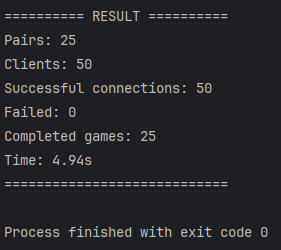 ========== RESULT ==========
Pairs: 25
Clients: 50
Successful connections: 50
Failed: 0
Completed games: 25
Time: 4.94s
============================
Process finished with exit code 0